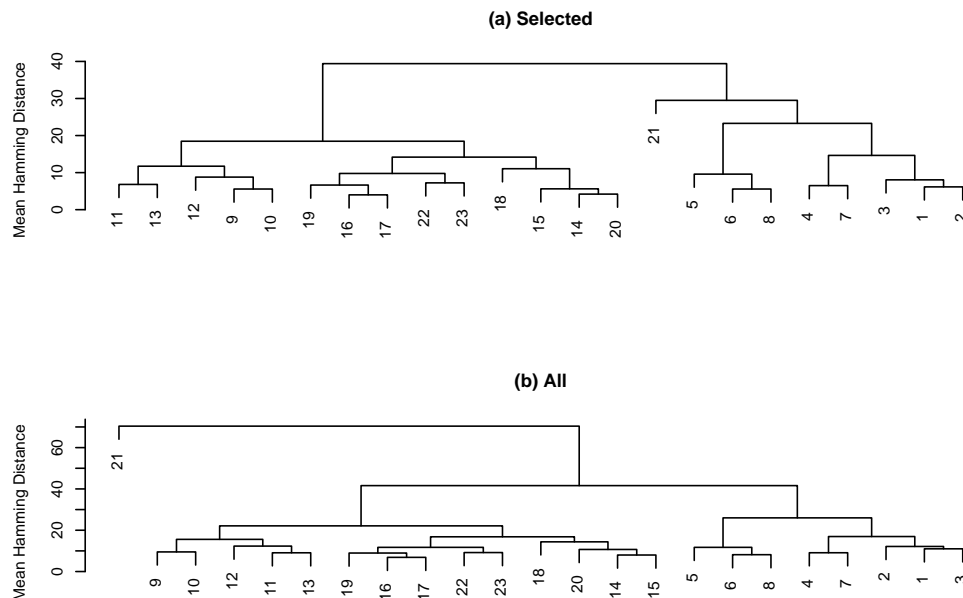 (a) Selected
Mean Hamming Distance
40
30
20
10
0
11 13 12 9 10 19 16 17 22 23 18 15 14 20 21 5 6 8 4 7 3 1 2
(b) All
Mean Hamming Distance
60
40
20
0
21 9 10 12 11 13 19 16 17 22 23 18 20 14 15 5 6 8 4 7 2 1 3